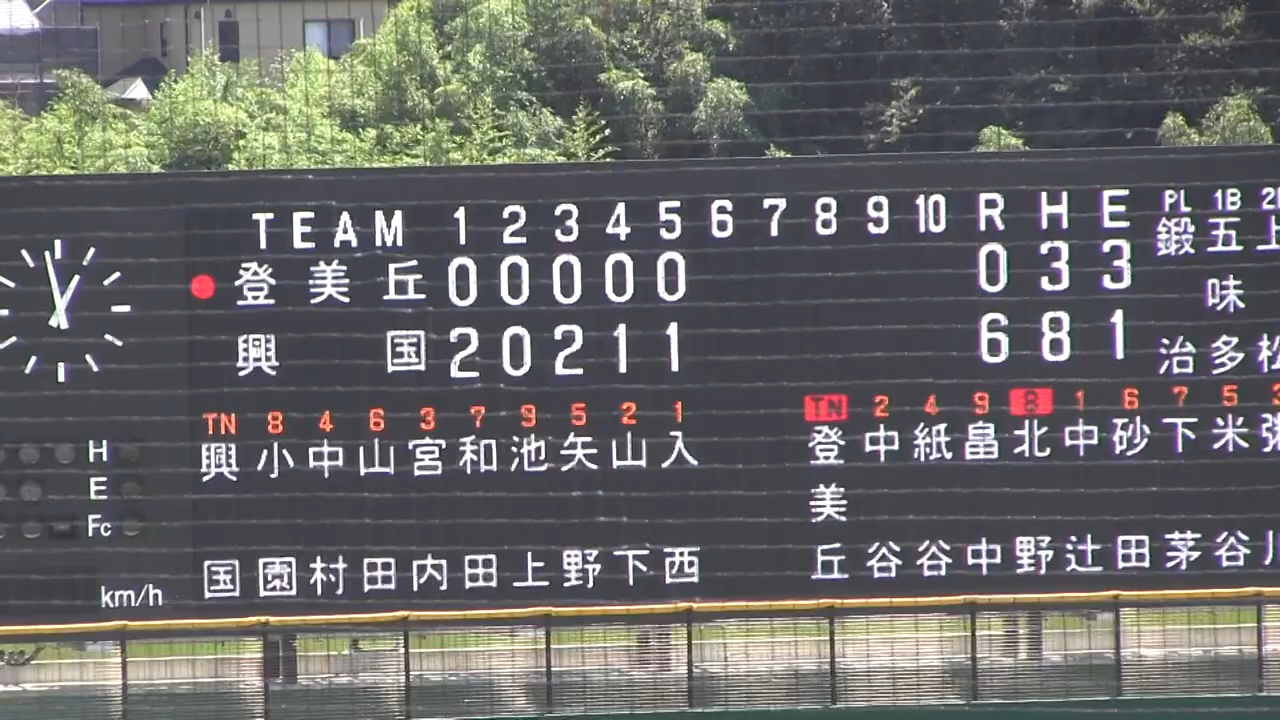 TEAM 1 2 3 4 5 6 7 8 9 10 R H E PL 1B
登美丘 0 0 0 0 0 0 3 3
興国 2 0 2 1 1 6 8 1
鍛治
五味多
TN 8 4 6 3 7 9 5 2 1
興国 小園 中村 山田 宮内 和田 池上 矢野 山下 入西
TN 2 4 9 8 1 6 7 5
登美丘 中谷 紙谷 畠中 北野 中辻 砂田 下茅 米谷
H
E
Fc
km/h